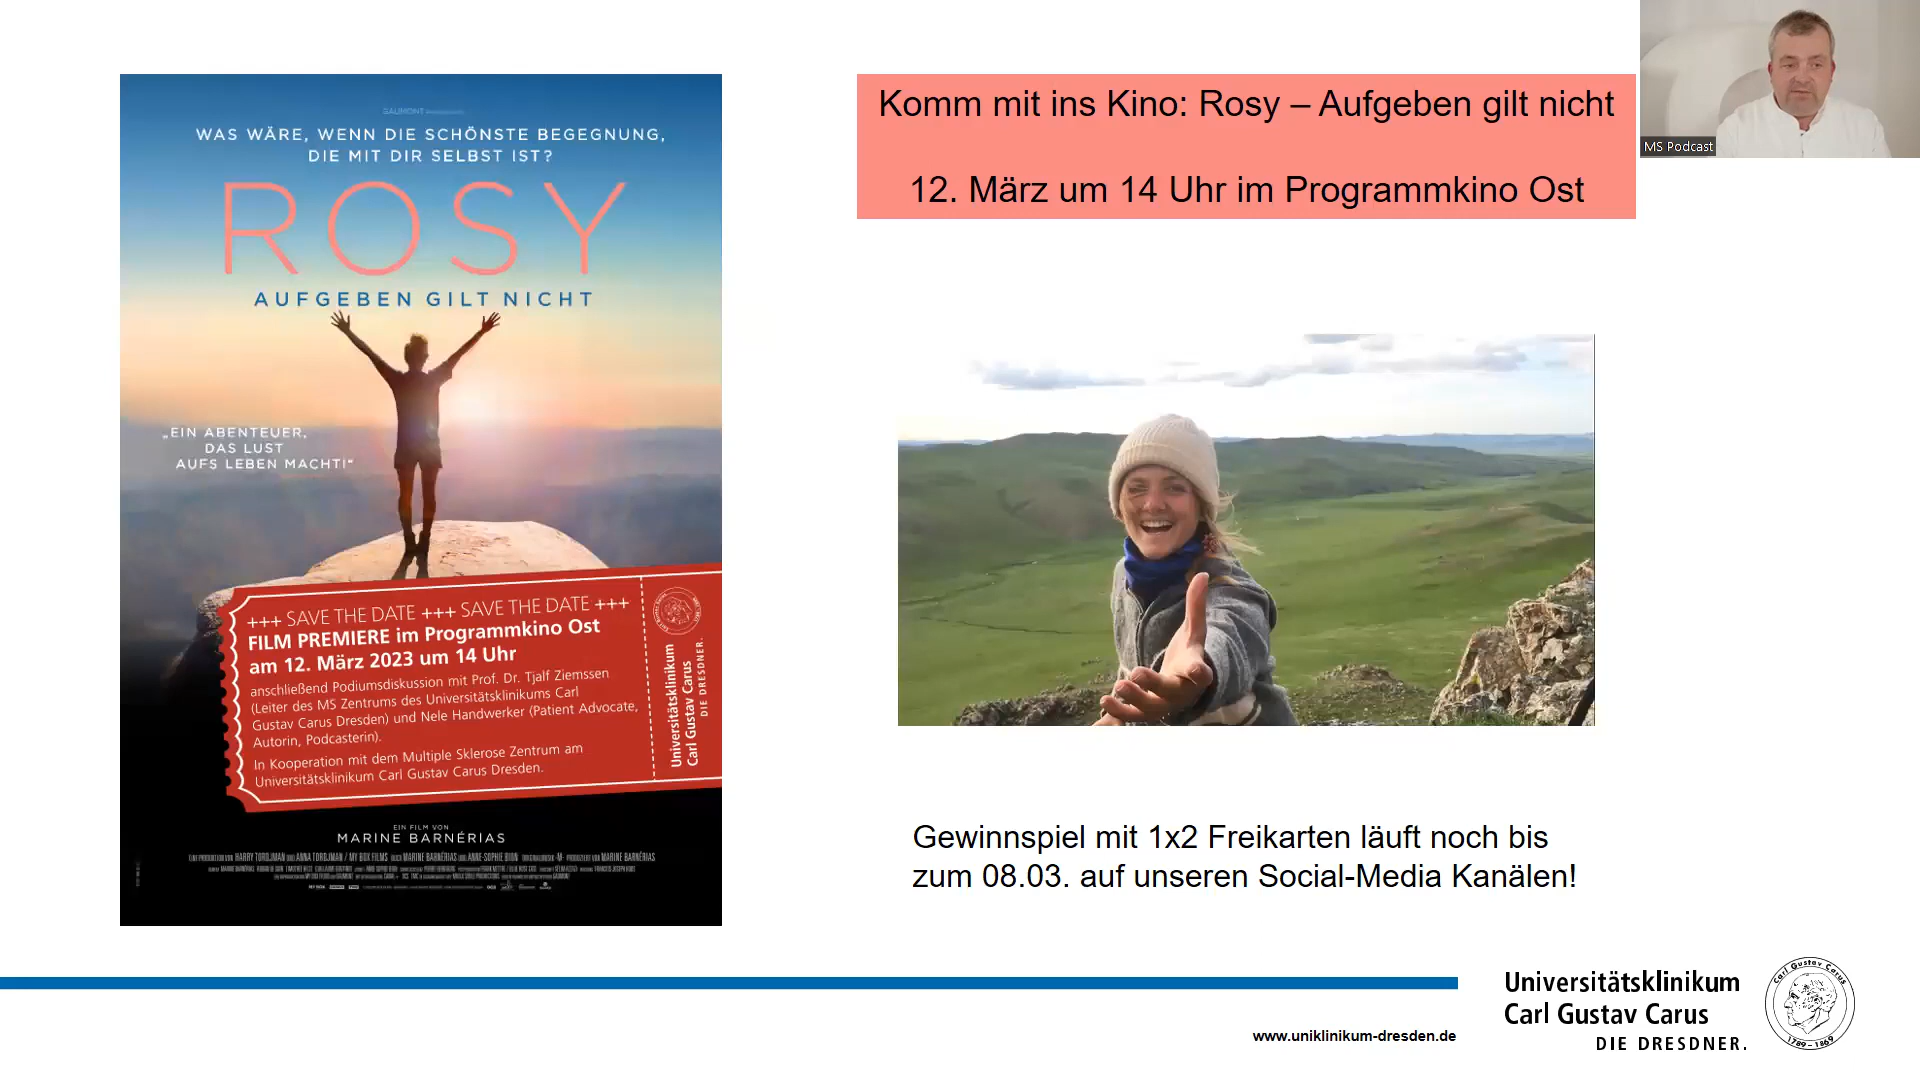 GAUMONT
WAS WÄRE, WENN DIE SCHÖNSTE BEGEGNUNG,
DIE MIT DIR SELBST IST?
ROSY
AUFGEBEN GILT NICHT
„EIN ABENTEUER,
DAS LUST
AUFS LEBEN MACHT!“
+++ SAVE THE DATE +++ SAVE THE DATE +++
FILM PREMIERE im Programmkino Ost
am 12. März 2023 um 14 Uhr
anschließend Podiumsdiskussion mit Prof. Dr. Tjalf Ziemssen
(Leiter des MS Zentrums des Universitätsklinikums Carl
Gustav Carus Dresden) und Nele Handwerker (Patient Advocate,
Autorin, Podcasterin).
In Kooperation mit dem Multiple Sklerose Zentrum am
Universitätsklinikum Carl Gustav Carus Dresden.
Universitätsklinikum
Carl Gustav Carus
DIE DRESDNER.
EIN FILM VON
MARINE BARNÉRIAS
Komm mit ins Kino: Rosy – Aufgeben gilt nicht
12. März um 14 Uhr im Programmkino Ost
MS Podcast
Gewinnspiel mit 1x2 Freikarten läuft noch bis
zum 08.03. auf unseren Social-Media Kanälen!
www.uniklinikum-dresden.de
Universitätsklinikum
Carl Gustav Carus
DIE DRESDNER.
Carl Gustav Carus
1789 - 1869